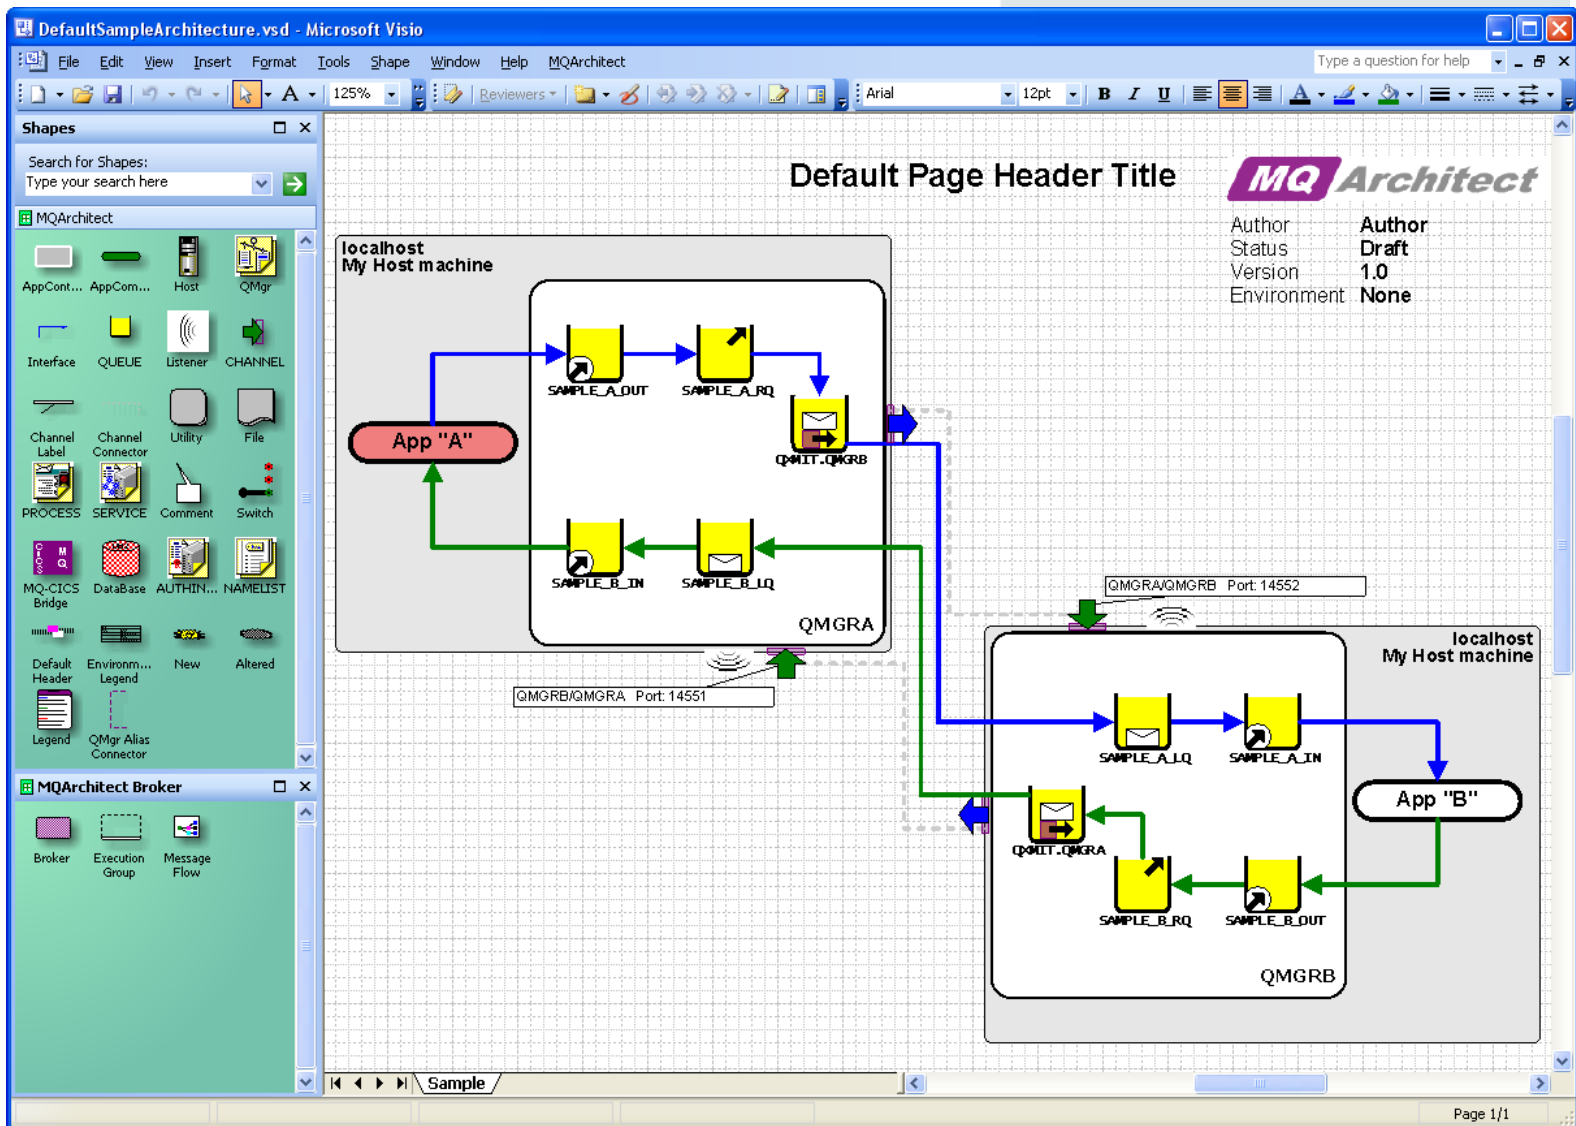 DefaultSampleArchitecture.vsd - Microsoft Visio
File Edit View Insert Format Tools Shape Window Help MQArchitect
Type a question for help
125%
Reviewers
Arial
12pt
B I U
Shapes
Search for Shapes:
Type your search here
MQArchitect
AppCont... AppCom... Host QMgr
Interface QUEUE Listener CHANNEL
Channel Label
Channel Connector
Utility
File
PROCESS SERVICE Comment Switch
MQ-CICS Bridge
DataBase AUTHIN... NAMELIST
Default Header
Environm... Legend
New
Altered
Legend
QMgr Alias Connector
MQArchitect Broker
Broker
Execution Group
Message Flow
Default Page Header Title
MQ Architect
Author Author
Status Draft
Version 1.0
Environment None
localhost
My Host machine
SAMPLE_A_OUT
SAMPLE_A_RQ
App "A"
QXMIT.QMGRB
SAMPLE_B_IN
SAMPLE_B_LQ
QMGRA
QMGRB/QMGRA Port: 14551
QMGRA/QMGRB Port: 14552
localhost
My Host machine
SAMPLE_A_LQ
SAMPLE_A_IN
App "B"
QXMIT.QMGRA
SAMPLE_B_RQ
SAMPLE_B_OUT
QMGRB
Sample
Page 1/1